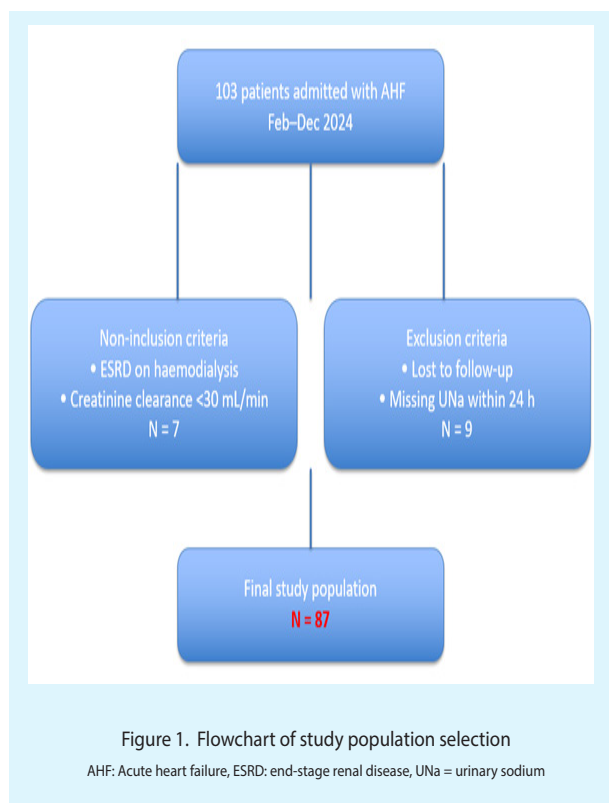 103 patients admitted with AHF
Feb–Dec 2024
Non-inclusion criteria
• ESRD on haemodialysis
• Creatinine clearance <30 mL/min
N = 7
Exclusion criteria
• Lost to follow-up
• Missing UNa within 24 h
N = 9
Final study population
N = 87
Figure 1. Flowchart of study population selection
AHF: Acute heart failure, ESRD: end-stage renal disease, UNa = urinary sodium